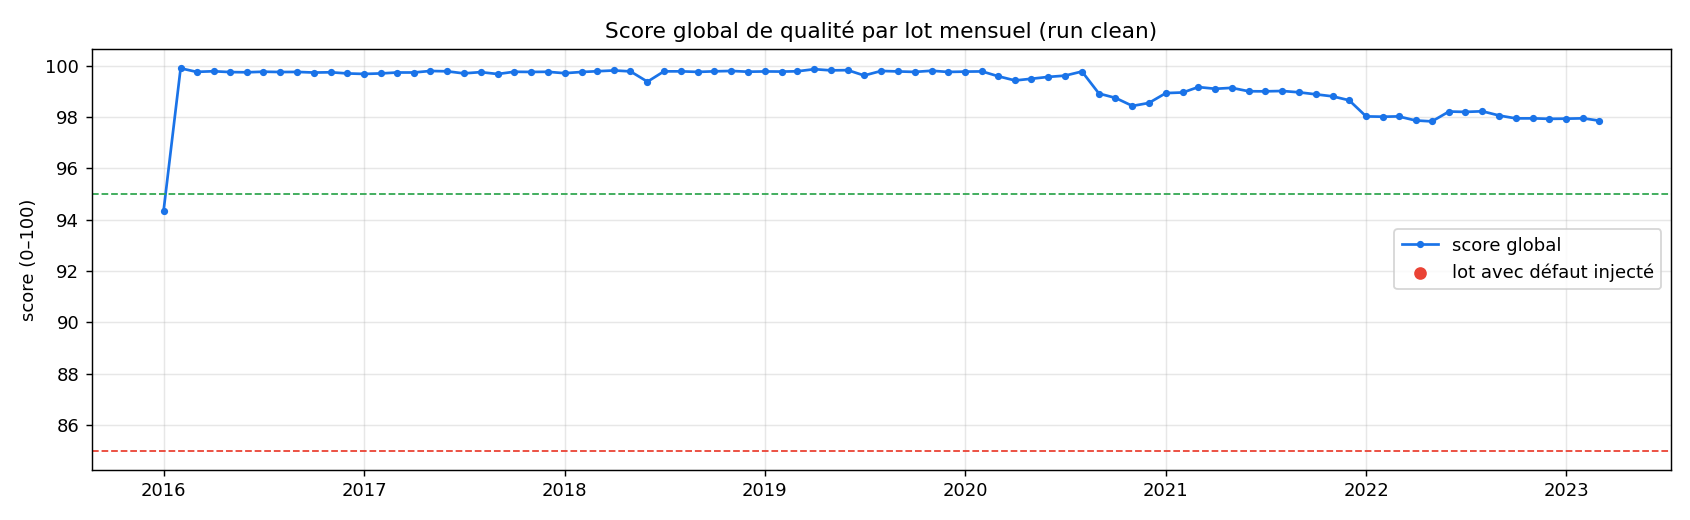 Score global de qualité par lot mensuel (run clean)
score (0–100)
100
98
96
94
92
90
88
86
score global
lot avec défaut injecté
2016 2017 2018 2019 2020 2021 2022 2023